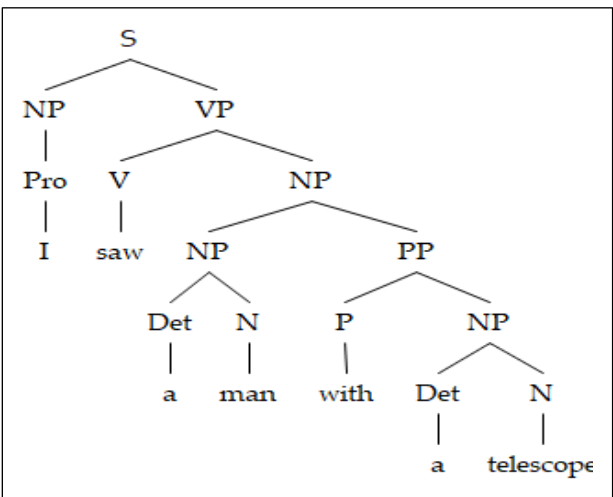 S
NP VP
Pro V NP
I saw NP PP
Det N P NP
a man with Det N
a telescope